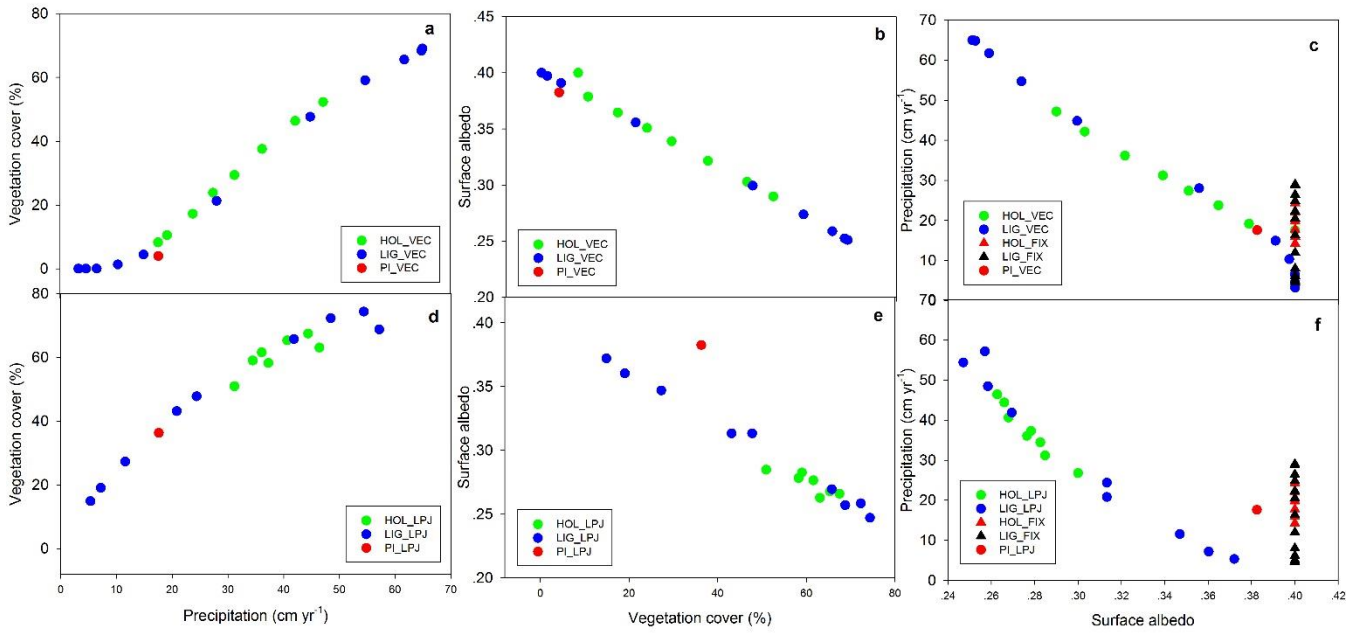 a
Vegetation cover (%)
80
60
40
20
0
HOL_VEC
LIG_VEC
PI_VEC
b
Surface albedo
.45
.40
.35
.30
.25
.20
HOL_VEC
LIG_VEC
PI_VEC
c
Precipitation (cm yr-1)
70
60
50
40
30
20
10
HOL_VEC
LIG_VEC
HOL_FIX
LIG_FIX
PI_VEC
d
Vegetation cover (%)
80
60
40
20
0
HOL_LPJ
LIG_LPJ
PI_LPJ
0 10 20 30 40 50 60 70
Precipitation (cm yr-1)
e
Surface albedo
.40
.35
.30
.25
.20
HOL_LPJ
LIG_LPJ
PI_LPJ
0 20 40 60 80
Vegetation cover (%)
f
Precipitation (cm yr-1)
70
60
50
40
30
20
10
0
HOL_LPJ
LIG_LPJ
HOL_FIX
LIG_FIX
PI_LPJ
.24 .26 .28 .30 .32 .34 .36 .38 .40 .42
Surface albedo